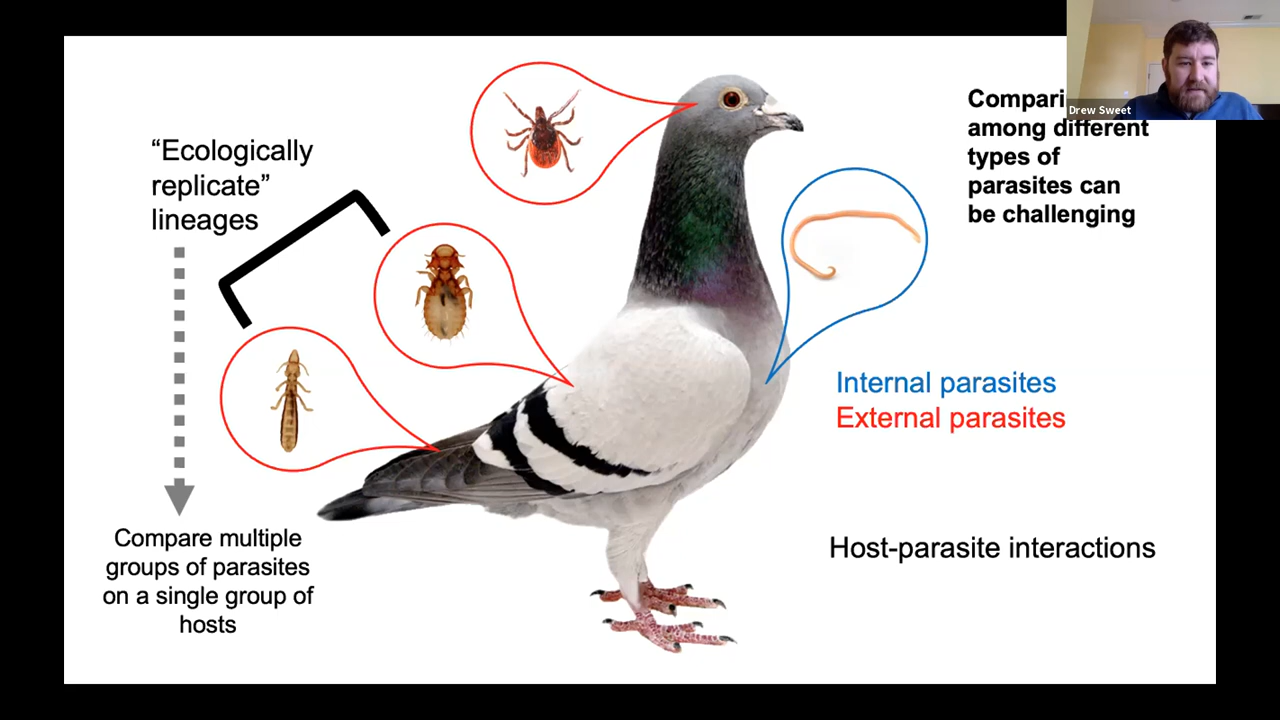 “Ecologically
replicate”
lineages
Compare multiple
groups of parasites
on a single group of
hosts
Drew Sweet
among different
types of
parasites can
be challenging
Internal parasites
External parasites
Host-parasite interactions